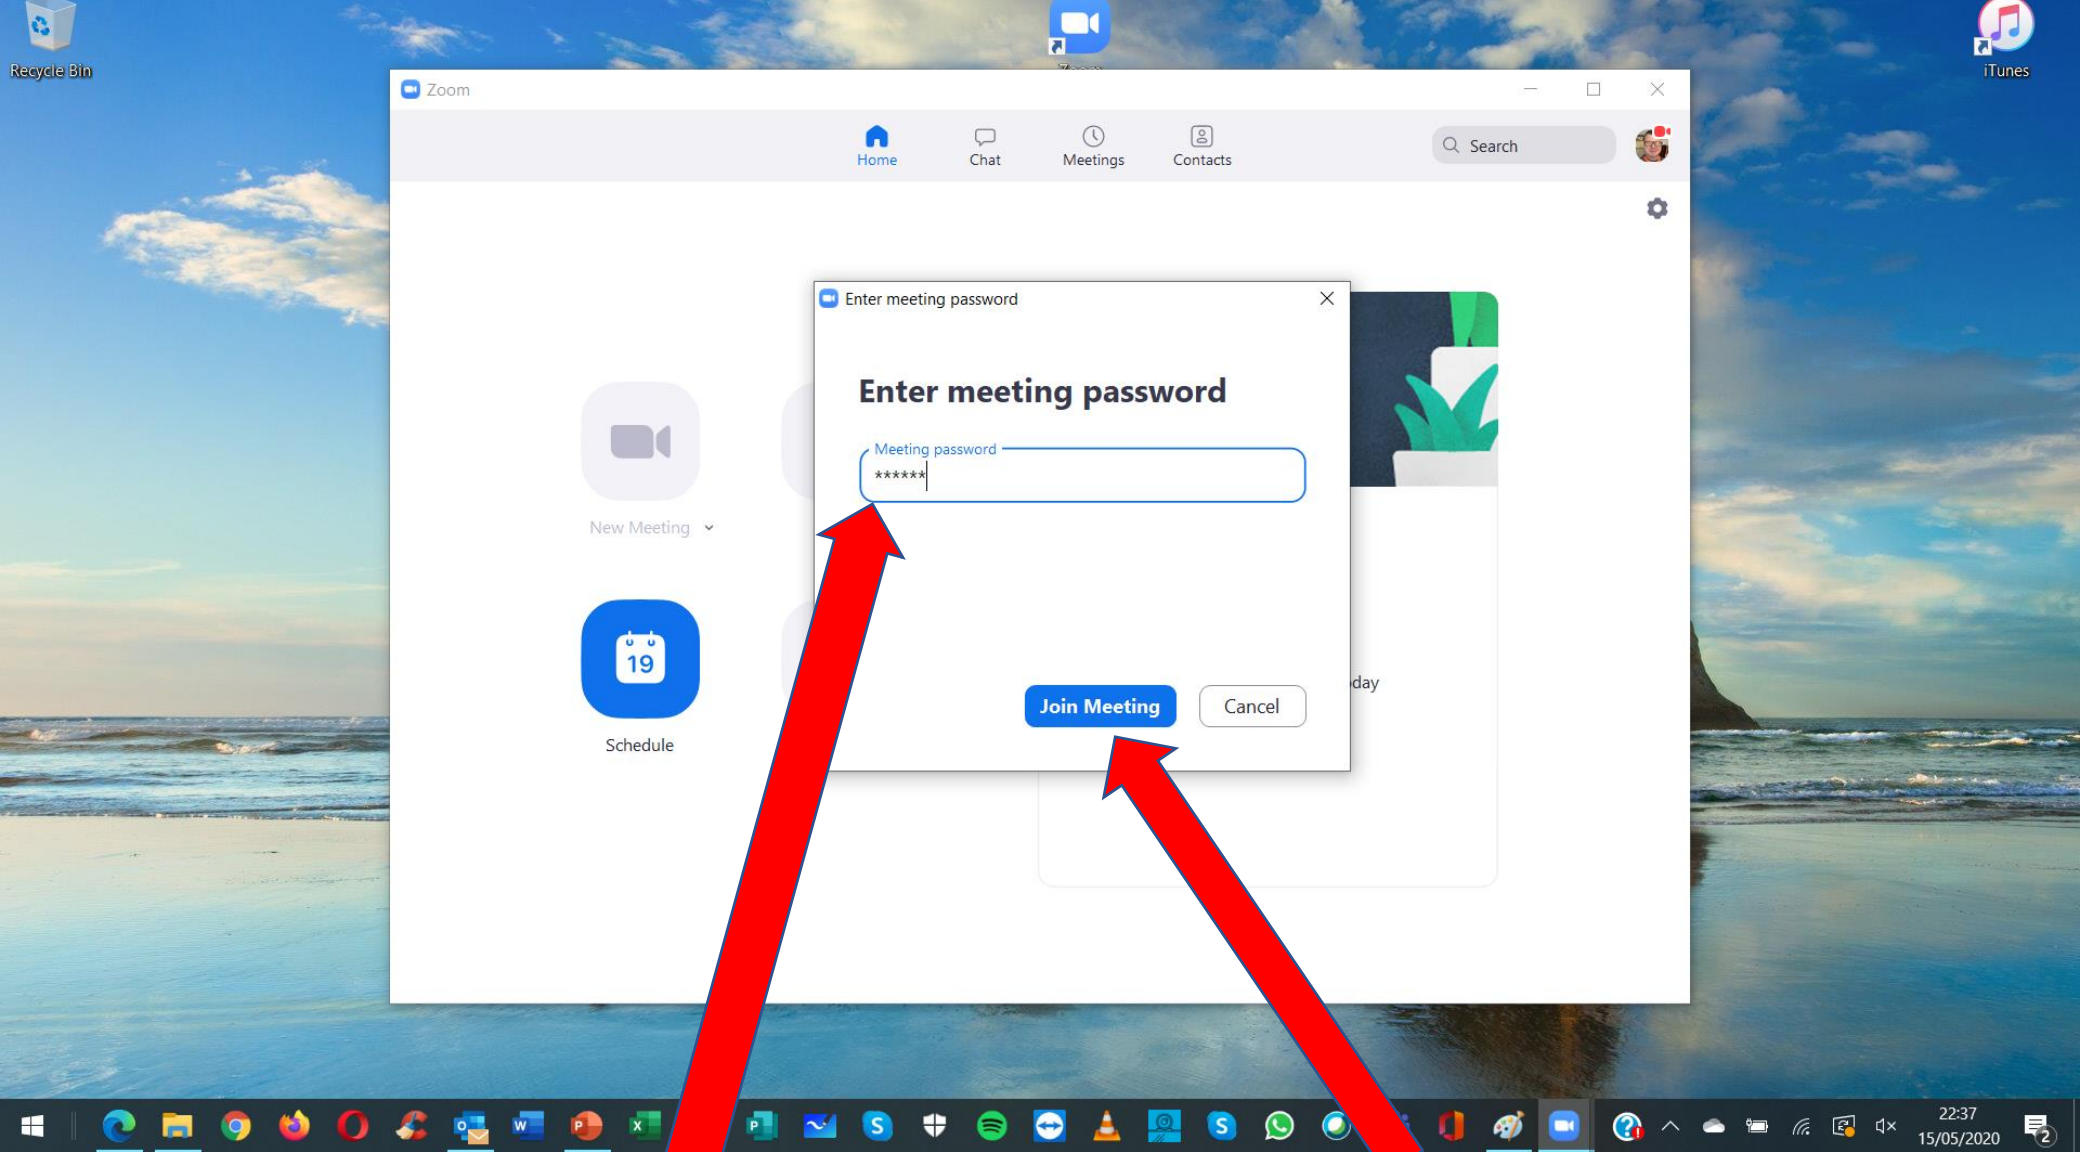 Recycle Bin
iTunes
Zoom
Home
Chat
Meetings
Contacts
Search
Enter meeting password
Enter meeting password
Meeting password
******
New Meeting
19
Schedule
day
Join Meeting
Cancel
22:37
15/05/2020
2